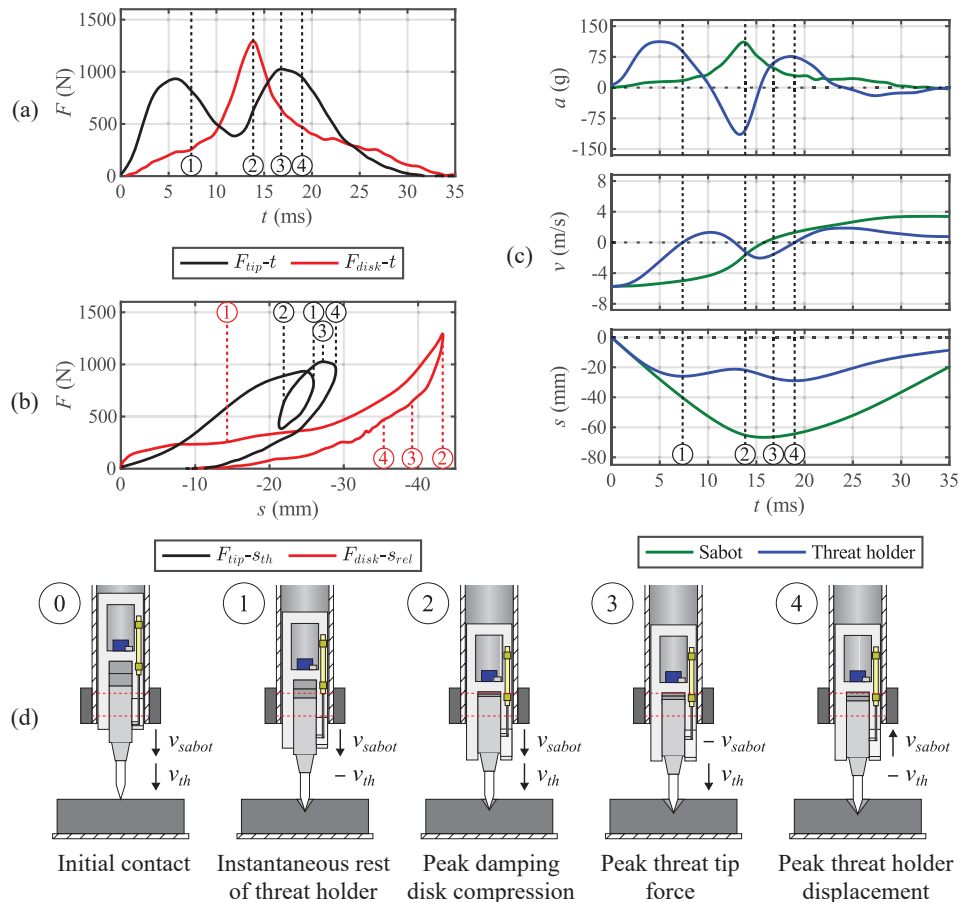 (a)
F (N)
1500
1000
500
0
① ② ③ ④
0 5 10 15 20 25 30 35
t (ms)
F_tip-t F_disk-t
(b)
F (N)
1500
1000
500
0
① ② ① ③ ④
④ ③ ②
0 -10 -20 -30 -40
s (mm)
F_tip-s_th F_disk-s_rel
(c)
a (g)
150
75
0
-75
-150
v (m/s)
8
4
0
-4
-8
s (mm)
0
-20
-40
-60
-80
① ② ③ ④
0 5 10 15 20 25 30 35
t (ms)
Sabot Threat holder
(d)
0 1 2 3 4
v_sabot v_sabot v_sabot – v_sabot v_sabot
v_th – v_th v_th v_th – v_th
Initial contact
Instantaneous rest
of threat holder
Peak damping
disk compression
Peak threat tip
force
Peak threat holder
displacement